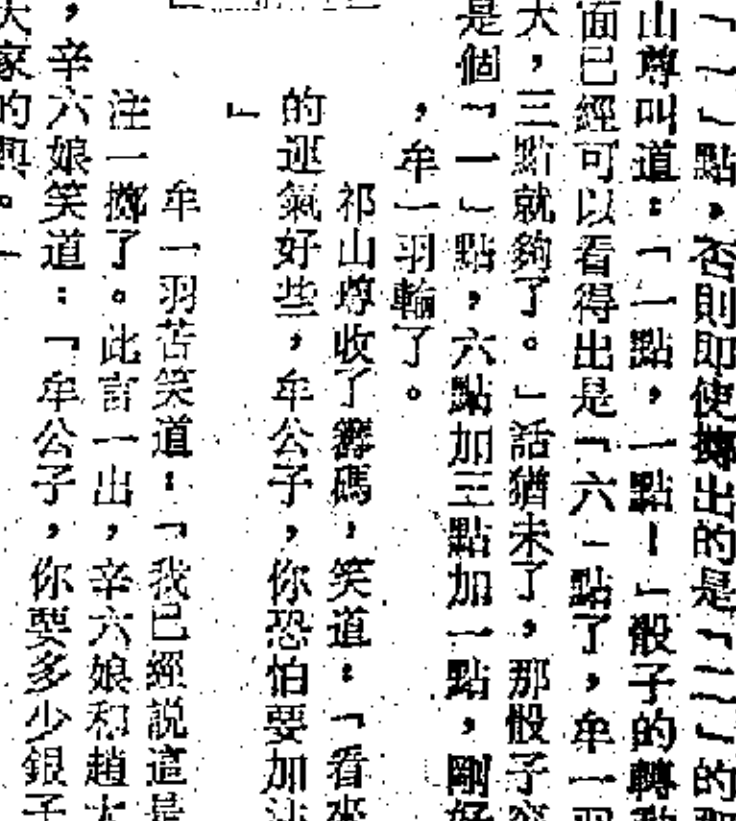 「一」點，否則即使擲出的是「二」的
山尊叫道：「一點，一點！」骰子的轉動
面已經可以看得出是「六」點了，牟一羽
大，三點就夠了。」話猶未了，那骰子
是個「一」點，六點加三點加一點，剛好
，牟一羽輸了。
祁山尊收了籌碼，笑道：「看來
的運氣好些，牟公子，你恐怕要加
」
牟一羽苦笑道：「我已經說這是
注一擲了。此言一出，辛六娘和趙大
，辛六娘笑道：「牟公子，你要多少銀子
大家的興。」